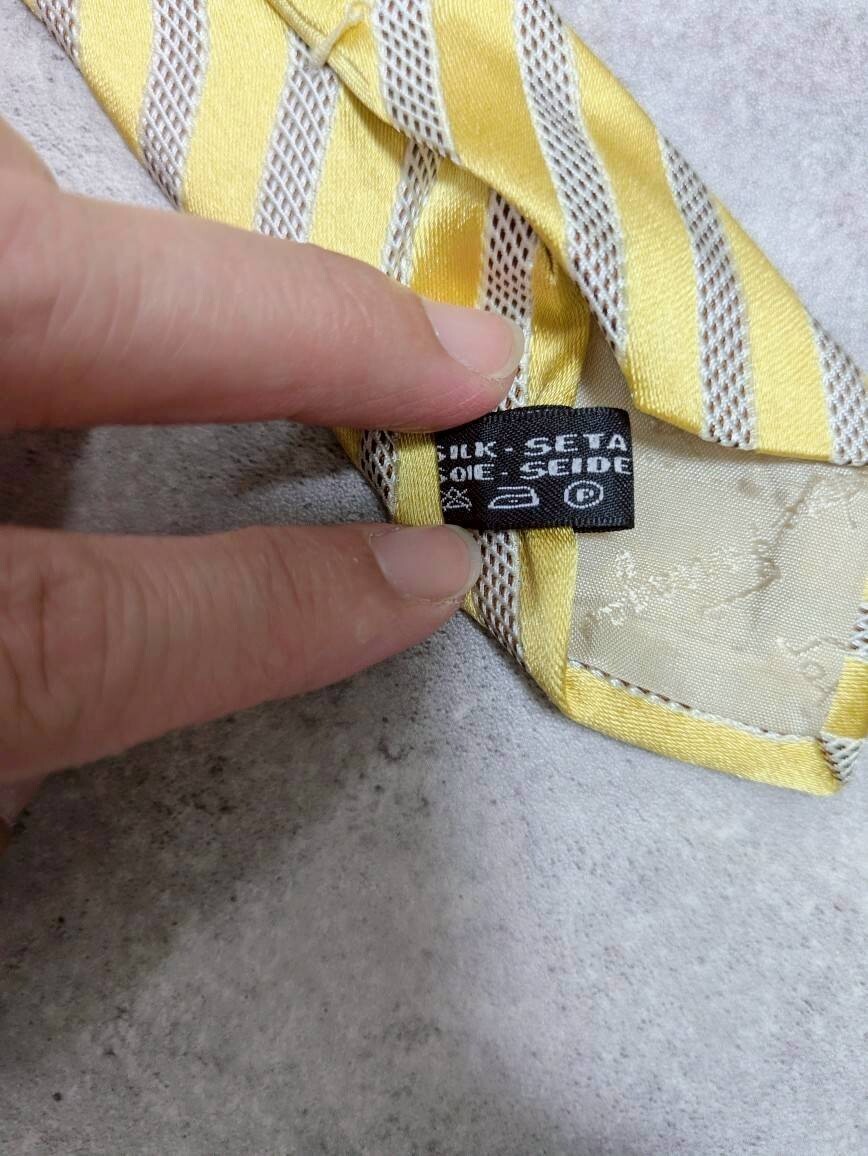 SILK - SETA
SOIE - SEIDE
P